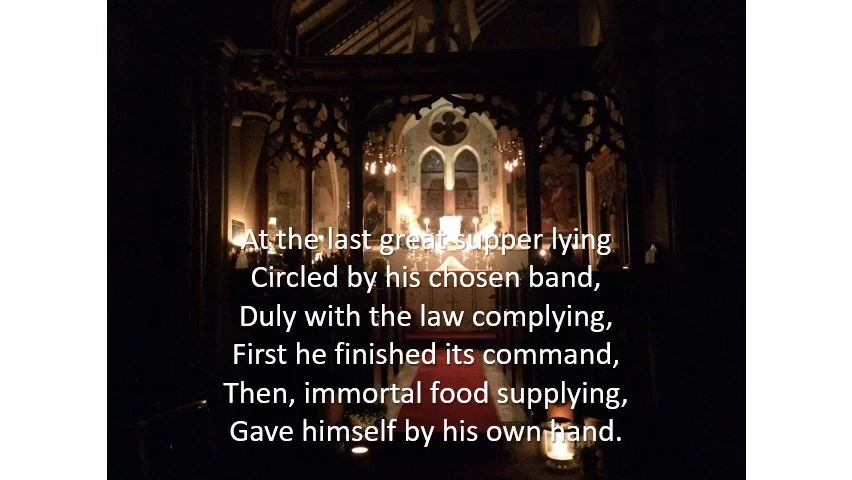 At the last great supper lying
Circled by his chosen band,
Duly with the law complying,
First he finished its command,
Then, immortal food supplying,
Gave himself by his own hand.